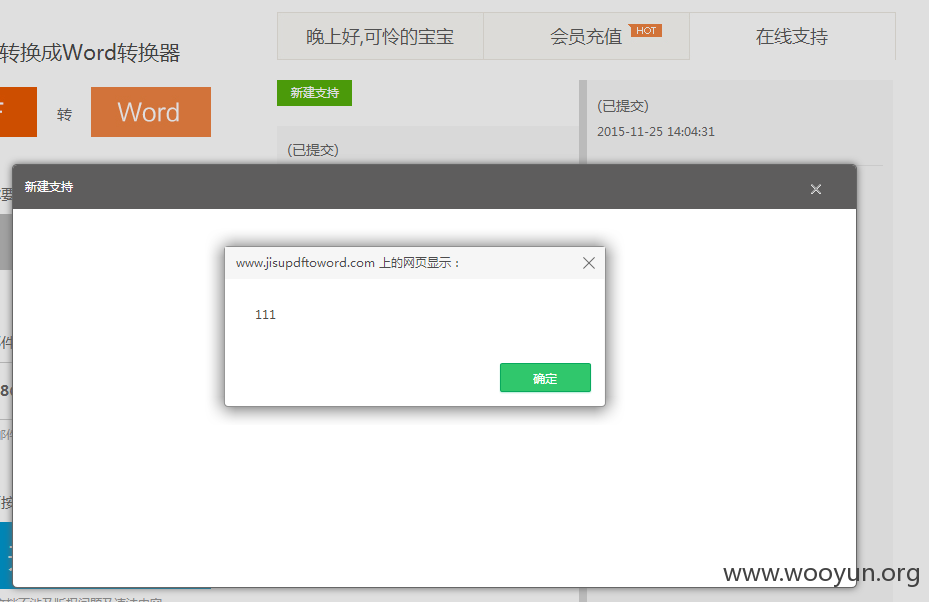 转换成Word转换器
转
Word
晚上好,可怜的宝宝
会员充值
HOT
在线支持
新建支持
(已提交)
(已提交)
2015-11-25 14:04:31
新建支持
www.jisupdftoword.com 上的网页显示：
111
确定
www.wooyun.org